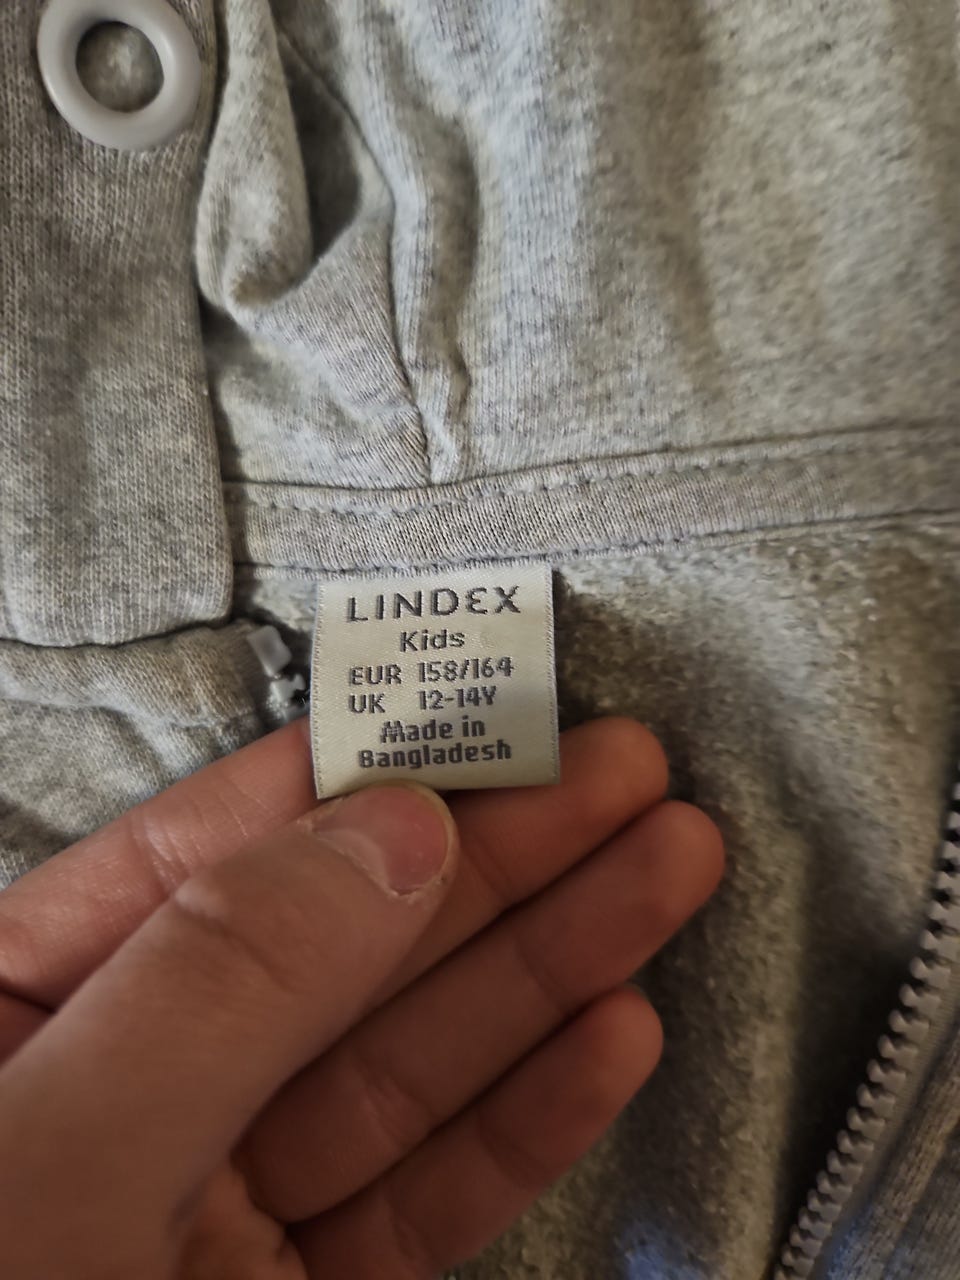 LINDEX
Kids
EUR 158/164
UK 12-14Y
Made in
Bangladesh